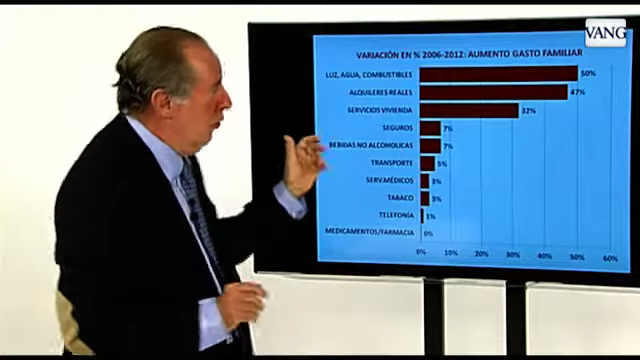 VANG
VARIACIÓN EN % 2006-2012: AUMENTO GASTO FAMILIAR
LUZ, AGUA, COMBUSTIBLES 50%
ALQUILERES REALES 47%
SERVICIOS VIVIENDA 32%
SEGUROS 7%
BEBIDAS NO ALCOHOLICAS 7%
TRANSPORTE 5%
SERV.MÉDICOS 3%
TABACO 3%
TELEFONÍA 1%
MEDICAMENTOS/FARMACIA 0%
0% 10% 20% 30% 40% 50% 60%